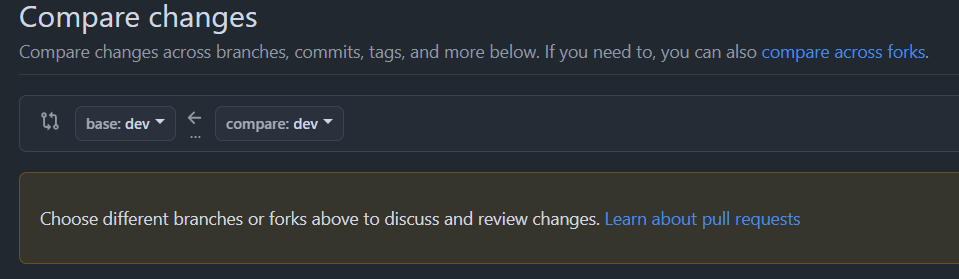 Compare changes
Compare changes across branches, commits, tags, and more below. If you need to, you can also compare across forks.
base: dev ← compare: dev
...
Choose different branches or forks above to discuss and review changes. Learn about pull requests